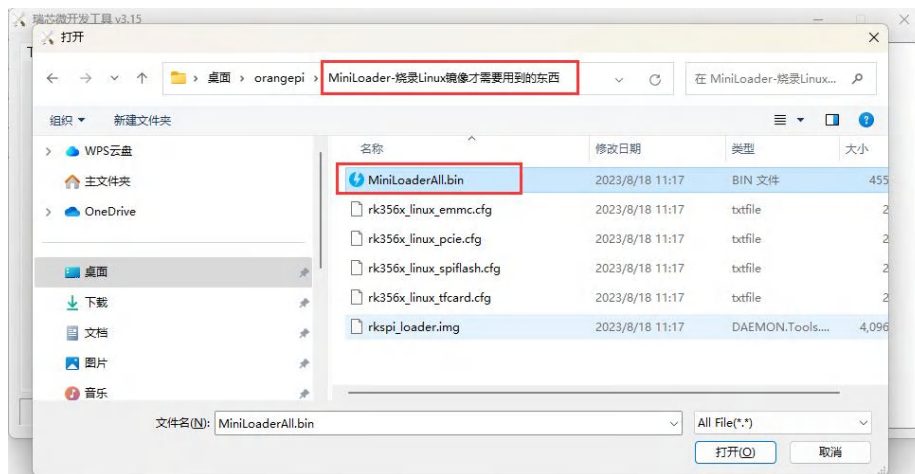 瑞芯微开发工具 v3.15
打开
桌面 › orangepi › MiniLoader-烧录Linux镜像才需要用到的东西
在 MiniLoader-烧录Linux...
组织 新建文件夹
WPS云盘
主文件夹
OneDrive
桌面
下载
文档
图片
音乐
名称 修改日期 类型 大小
MiniLoaderAll.bin 2023/8/18 11:17 BIN 文件 455
rk356x_linux_emmc.cfg 2023/8/18 11:17 txtfile 2
rk356x_linux_pcie.cfg 2023/8/18 11:17 txtfile 2
rk356x_linux_spiflash.cfg 2023/8/18 11:17 txtfile 2
rk356x_linux_tfcard.cfg 2023/8/18 11:17 txtfile 2
rkspi_loader.img 2023/8/18 11:17 DAEMON.Tools.... 4,096
文件名(N): MiniLoaderAll.bin All File(*.*)
打开(O) 取消